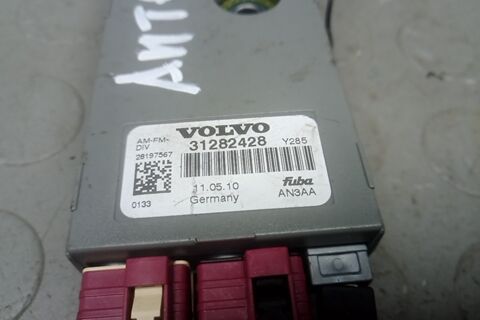 ANT
VOLVO
AM-FM-
DIV
31282428
Y285
28197567
11.05.10
fuba
0133
Germany
AN3AA